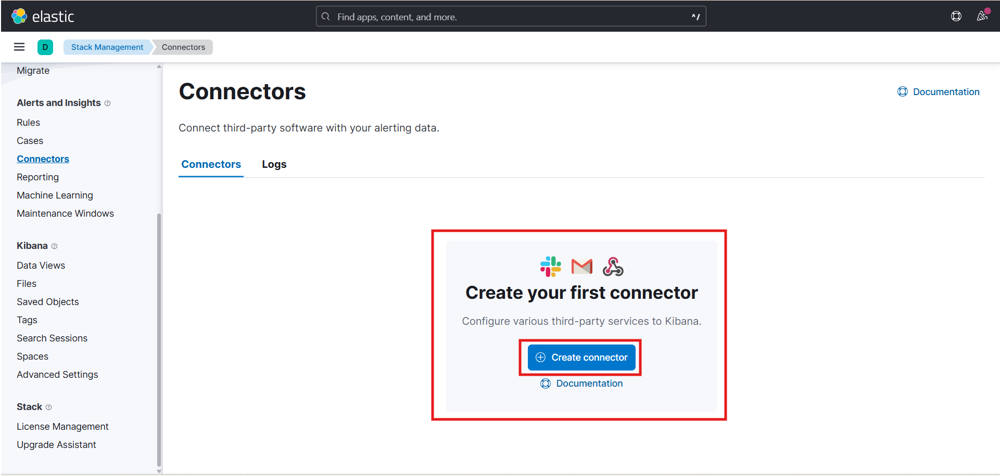 elastic
Find apps, content, and more.
^/
D
Stack Management
Connectors
Migrate
Alerts and Insights
Rules
Cases
Connectors
Reporting
Machine Learning
Maintenance Windows
Kibana
Data Views
Files
Saved Objects
Tags
Search Sessions
Spaces
Advanced Settings
Stack
License Management
Upgrade Assistant
Connectors
Documentation
Connect third-party software with your alerting data.
Connectors
Logs
Create your first connector
Configure various third-party services to Kibana.
Create connector
Documentation